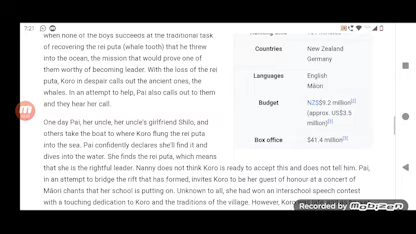 7:21
when none of the boys succeeds at the traditional task
of recovering the rei puta (whale tooth) that he threw
into the ocean, the mission that would prove one of
them worthy of becoming leader. With the loss of the rei
puta, Koro in despair calls out the ancient ones, the
whales. In an attempt to help, Pai also calls out to them
and they hear her call.
Countries New Zealand
Germany
Languages English
Māori
Budget NZ$9.2 million[2]
(approx. US$3.5
million)[3]
Box office $41.4 million[3]
One day Pai, her uncle, her uncle's girlfriend Shilo, and
others take the boat to where Koro flung the rei puta
into the sea. Pai confidently declares she'll find it and
dives into the water. She finds the rei puta, which means
that she is the rightful leader. Nanny does not think Koro is ready to accept this and does not tell him. Pai,
in an attempt to bridge the rift that has formed, invites Koro to be her guest of honour at a concert of
Māori chants that her school is putting on. Unknown to all, she had won an interschool speech contest
with a touching dedication to Koro and the traditions of the village. However, Koro
Recorded by mobizen